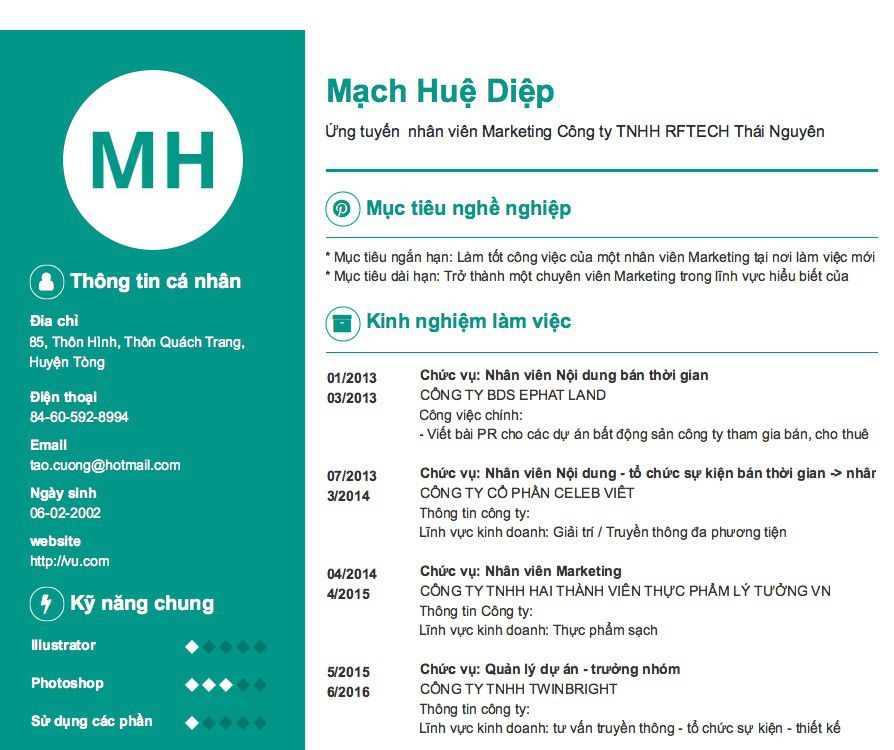 MH
Thông tin cá nhân
Đia chỉ
85, Thôn Hình, Thôn Quách Trang,
Huyện Tòng
Điện thoại
84-60-592-8994
Email
tao.cuong@hotmail.com
Ngày sinh
06-02-2002
website
http://vu.com
Kỹ năng chung
Illustrator
Photoshop
Sử dụng các phần
Mạch Huệ Diệp
Ứng tuyển nhân viên Marketing Công ty TNHH RFTECH Thái Nguyên
Mục tiêu nghề nghiệp
* Mục tiêu ngắn hạn: Làm tốt công việc của một nhân viên Marketing tại nơi làm việc mới
* Mục tiêu dài hạn: Trở thành một chuyên viên Marketing trong lĩnh vực hiểu biết của
Kinh nghiệm làm việc
01/2013
03/2013
Chức vụ: Nhân viên Nội dung bán thời gian
CÔNG TY BDS EPHAT LAND
Công việc chính:
- Viết bài PR cho các dự án bất động sản công ty tham gia bán, cho thuê
07/2013
3/2014
Chức vụ: Nhân viên Nội dung - tổ chức sự kiện bán thời gian -> nhân
CÔNG TY CỔ PHẦN CELEB VIÊT
Thông tin công ty:
Lĩnh vực kinh doanh: Giải trí / Truyền thông đa phương tiện
04/2014
4/2015
Chức vụ: Nhân viên Marketing
CÔNG TY TNHH HAI THÀNH VIÊN THỰC PHẨM LÝ TƯỞNG VN
Thông tin Công ty:
Lĩnh vực kinh doanh: Thực phẩm sạch
5/2015
6/2016
Chức vụ: Quản lý dự án - trưởng nhóm
CÔNG TY TNHH TWINBRIGHT
Thông tin công ty:
Lĩnh vực kinh doanh: tư vấn truyền thông - tổ chức sự kiện - thiết kế